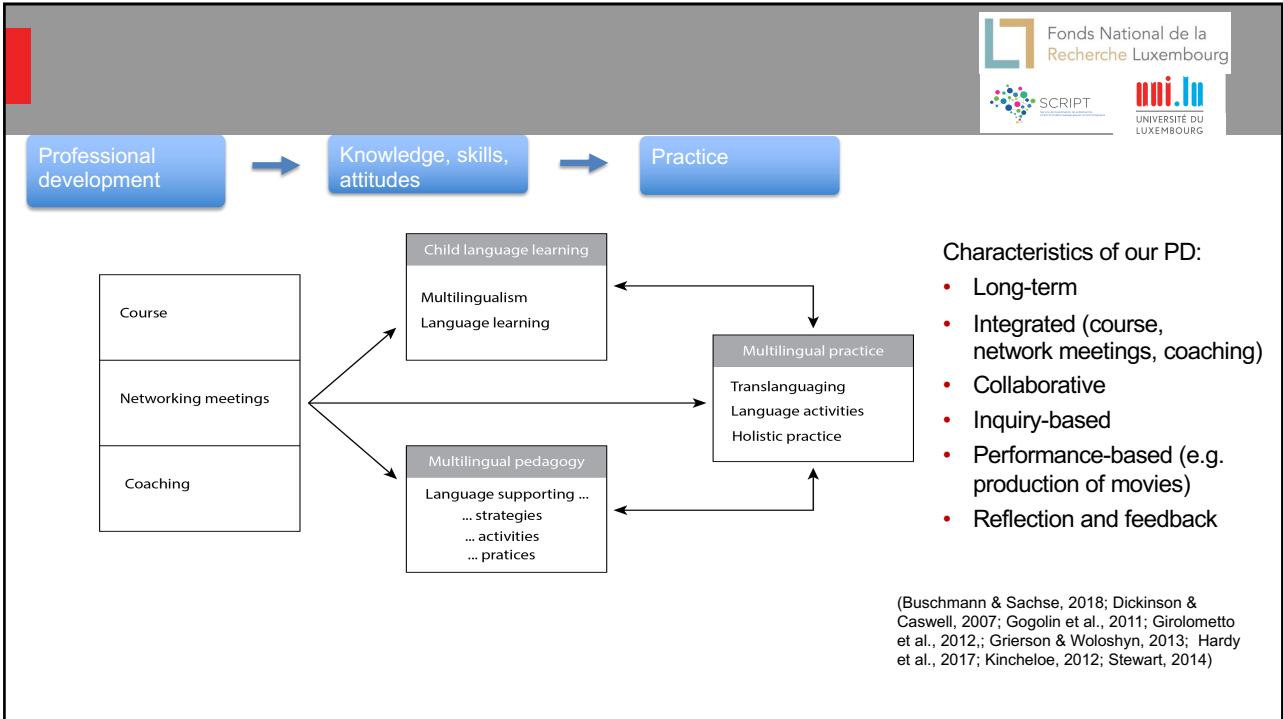 Fonds National de la
Recherche Luxembourg
SCRIPT
uni.lu
UNIVERSITÉ DU
LUXEMBOURG
Professional
development
Knowledge, skills,
attitudes
Practice
Course
Networking meetings
Coaching
Child language learning
Multilingualism
Language learning
Multilingual pedagogy
Language supporting ...
... strategies
... activities
... pratices
Multilingual practice
Translanguaging
Language activities
Holistic practice
Characteristics of our PD:
• Long-term
• Integrated (course,
network meetings, coaching)
• Collaborative
• Inquiry-based
• Performance-based (e.g.
production of movies)
• Reflection and feedback
(Buschmann & Sachse, 2018; Dickinson &
Caswell, 2007; Gogolin et al., 2011; Girolometto
et al., 2012,; Grierson & Woloshyn, 2013; Hardy
et al., 2017; Kincheloe, 2012; Stewart, 2014)